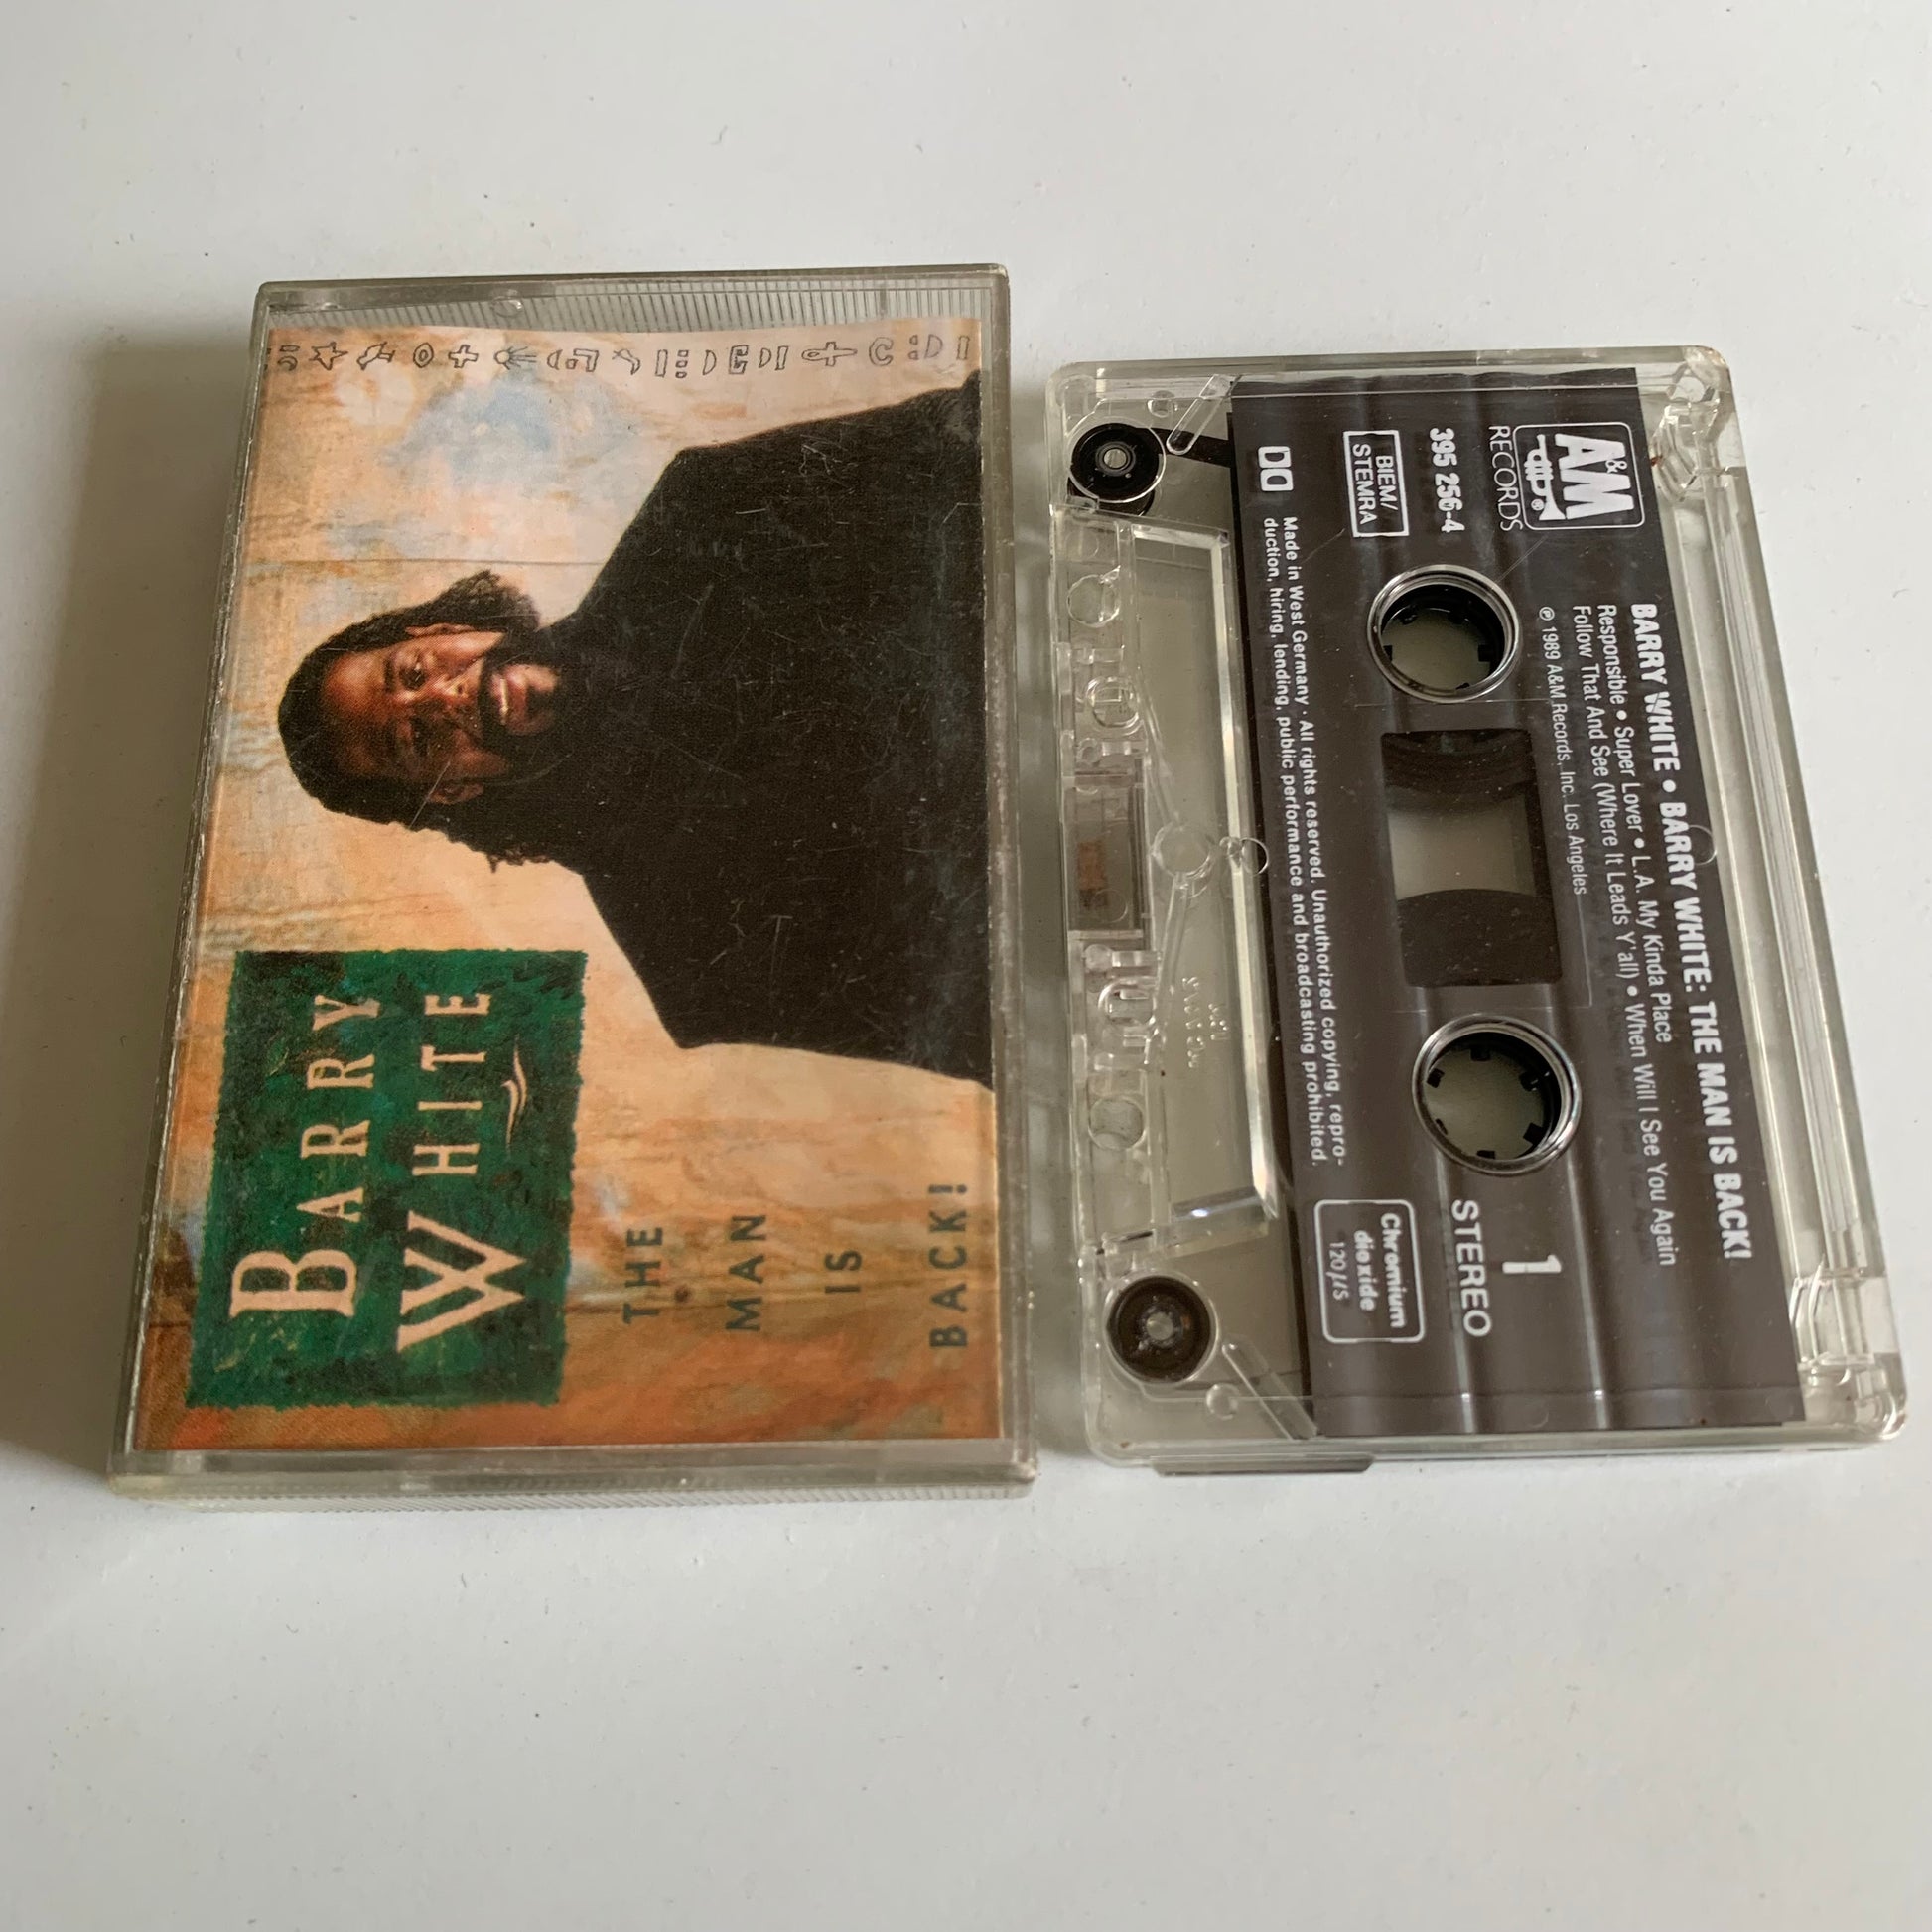 BARRY
WHITE
THE
MAN
IS
BACK!
BARRY WHITE • BARRY WHITE: THE MAN IS BACK!
Responsible • Super Lover • L.A. My Kinda Place
Follow That And See (Where It Leads Y'all) • When Will I See You Again
℗ 1989 A&M Records, Inc. Los Angeles
A&M
®
RECORDS
395 256-4
BIEM/
STEMRA
1
STEREO
Made in West Germany · All rights reserved. Unauthorized copying, repro-
duction, hiring, lending, public performance and broadcasting prohibited.
Chromium
dioxide
120 µs